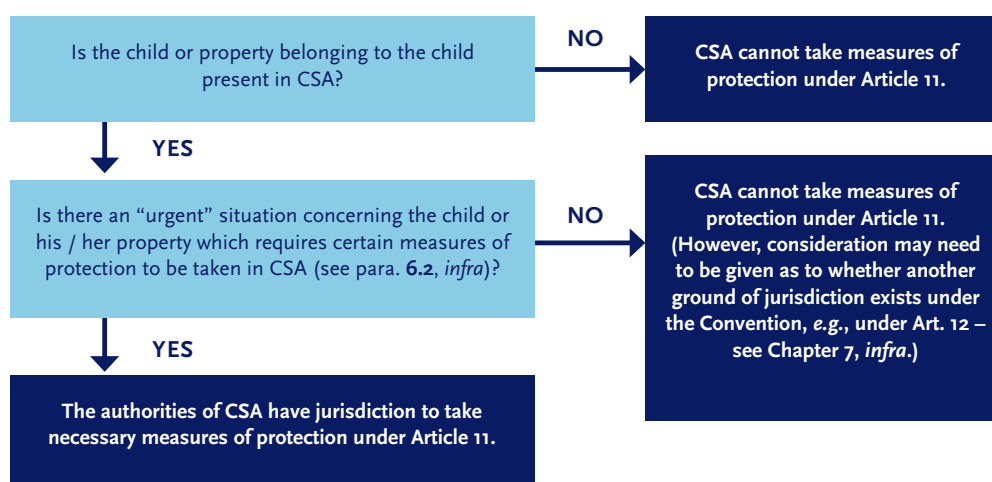 Is the child or property belonging to the child
present in CSA?
NO
CSA cannot take measures of
protection under Article 11.
YES
Is there an “urgent” situation concerning the child or
his / her property which requires certain measures of
protection to be taken in CSA (see para. 6.2, infra)?
NO
CSA cannot take measures of
protection under Article 11.
(However, consideration may need
to be given as to whether another
ground of jurisdiction exists under
the Convention, e.g., under Art. 12 –
see Chapter 7, infra.)
YES
The authorities of CSA have jurisdiction to take
necessary measures of protection under Article 11.